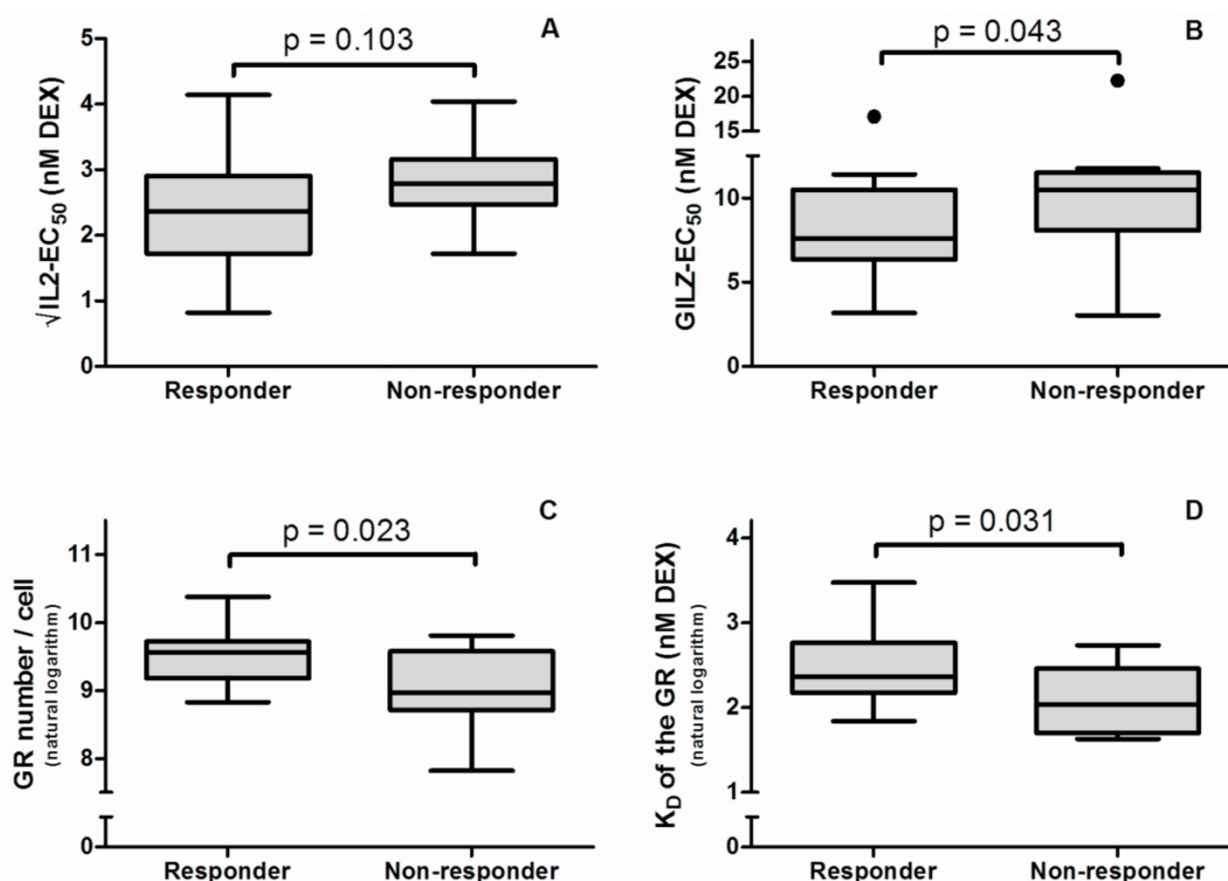 A
p = 0.103
√IL2-EC50 (nM DEX)
5
4
3
2
1
0
Responder Non-responder
B
p = 0.043
GILZ-EC50 (nM DEX)
25
20
15
10
5
0
Responder Non-responder
C
p = 0.023
GR number / cell
(natural logarithm)
11
10
9
8
0
Responder Non-responder
D
p = 0.031
KD of the GR (nM DEX)
(natural logarithm)
4
3
2
1
0
Responder Non-responder